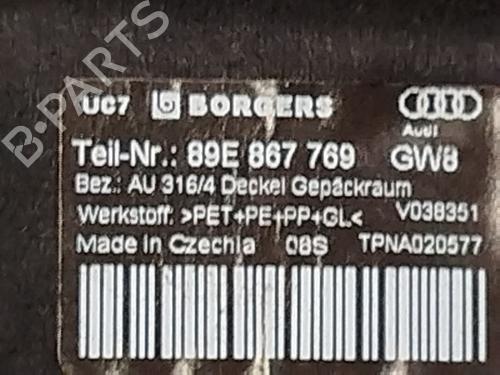 B-PARTS
UC7 BORGERS
Audi
Teil-Nr.: 89E 867 769 GW8
Bez.: AU 316/4 Deckel Gepäckraum
Werkstoff: >PET+PE+PP+GL< V038351
Made in Czechia 08S TPNA020577